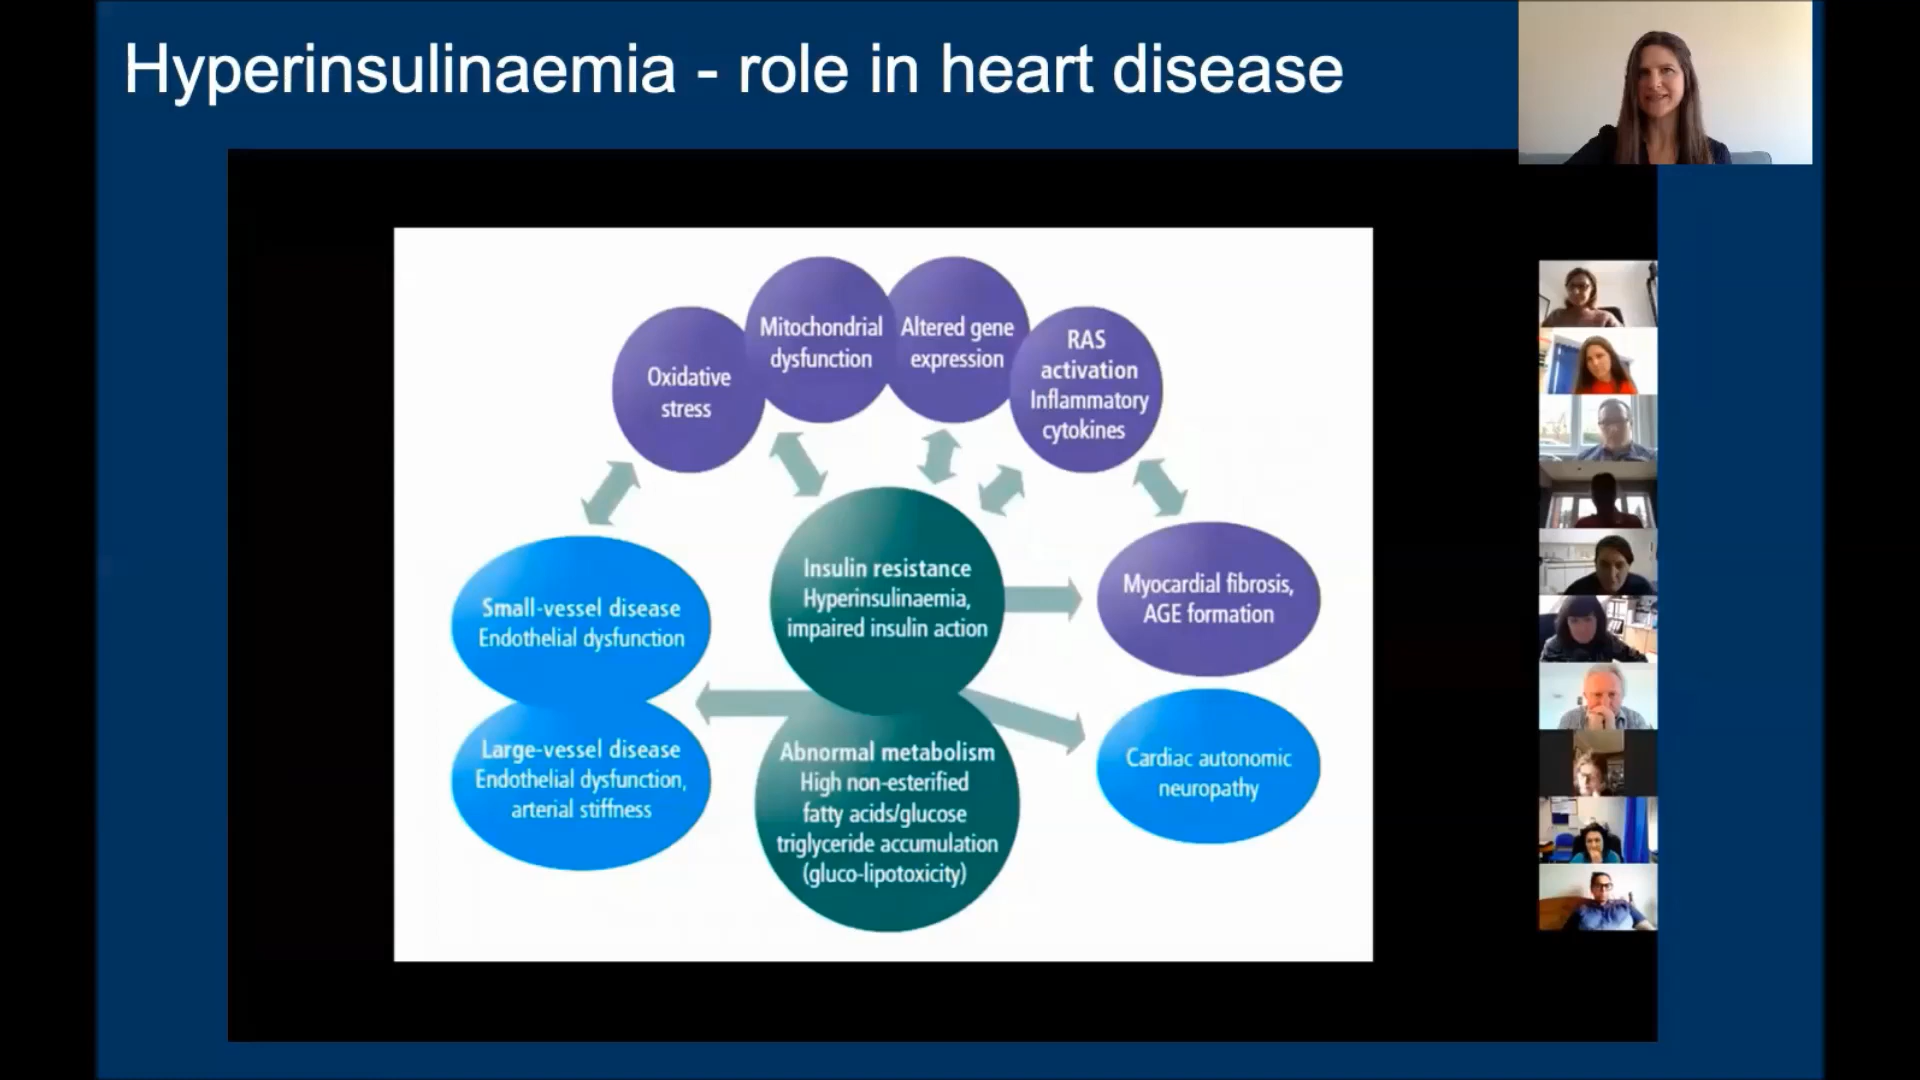 Hyperinsulinaemia - role in heart disease
Oxidative
stress
Mitochondrial
dysfunction
Altered gene
expression
RAS
activation
Inflammatory
cytokines
Small-vessel disease
Endothelial dysfunction
Large-vessel disease
Endothelial dysfunction,
arterial stiffness
Insulin resistance
Hyperinsulinaemia,
impaired insulin action
Abnormal metabolism
High non-esterified
fatty acids/glucose
triglyceride accumulation
(gluco-lipotoxicity)
Myocardial fibrosis,
AGE formation
Cardiac autonomic
neuropathy